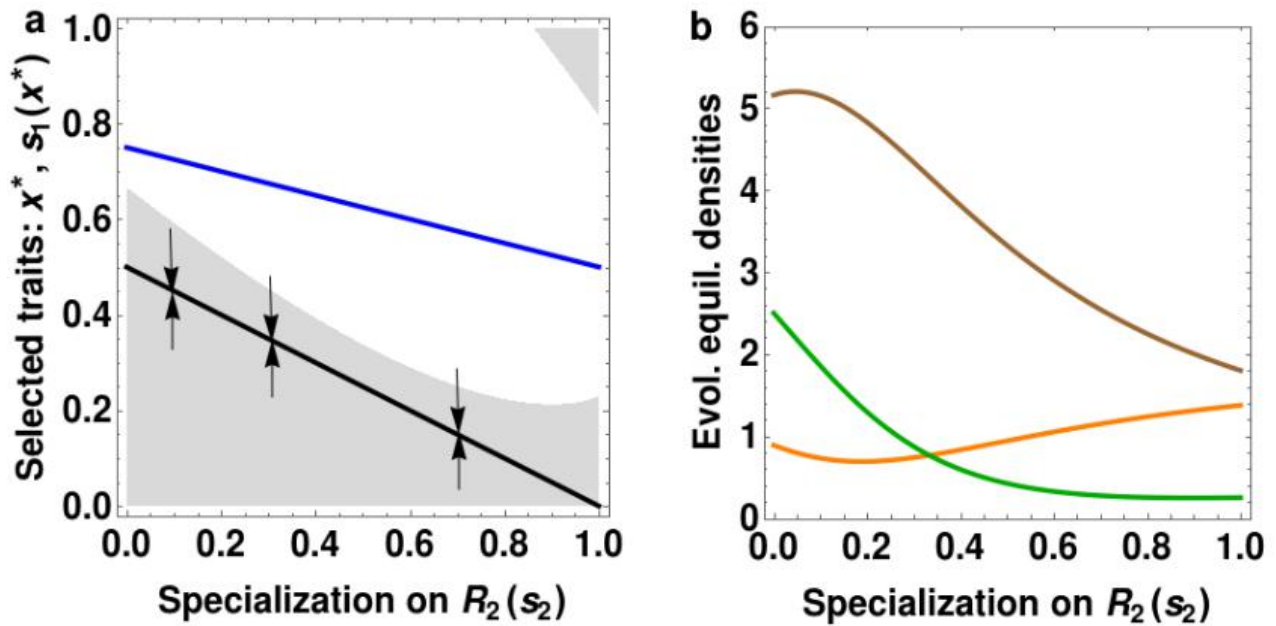 a
Selected traits: x*, s₁(x*)
1.0
0.8
0.6
0.4
0.2
0.0
0.0 0.2 0.4 0.6 0.8 1.0
Specialization on R₂(s₂)
b
Evol. equil. densities
6
5
4
3
2
1
0
0.0 0.2 0.4 0.6 0.8 1.0
Specialization on R₂(s₂)